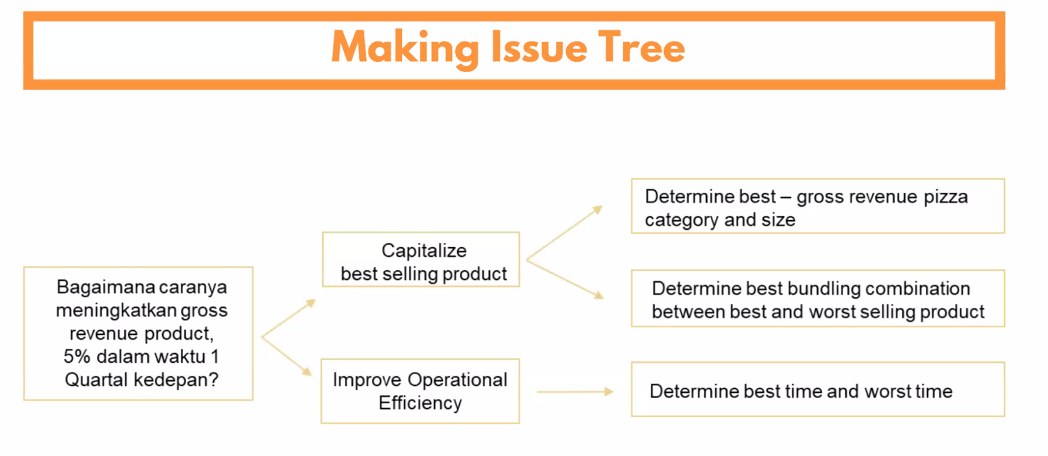 Making Issue Tree
Bagaimana caranya
meningkatkan gross
revenue product,
5% dalam waktu 1
Quartal kedepan?
Capitalize
best selling product
Improve Operational
Efficiency
Determine best – gross revenue pizza
category and size
Determine best bundling combination
between best and worst selling product
Determine best time and worst time